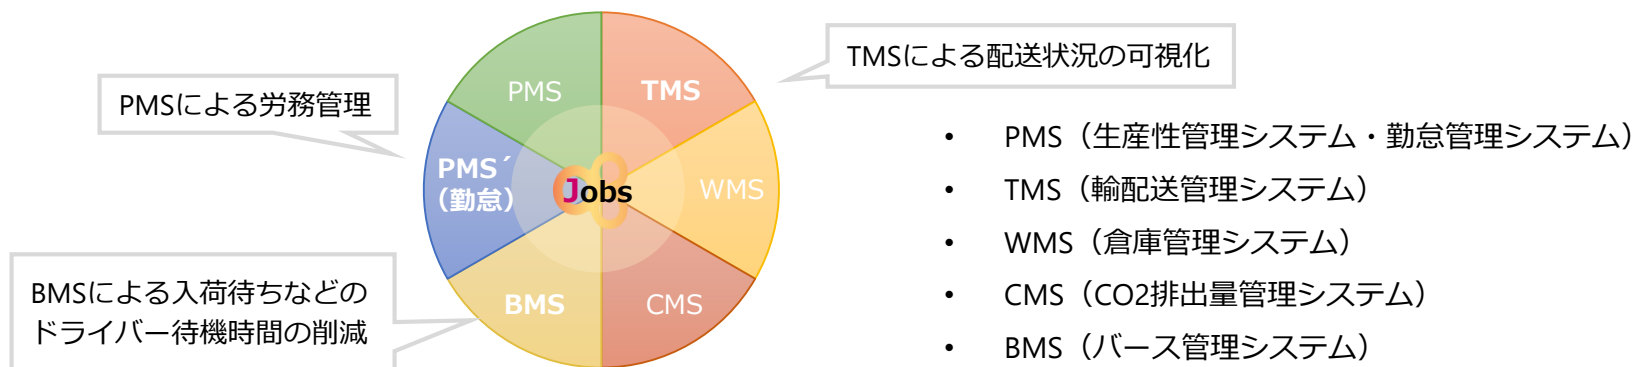 TMSによる配送状況の可視化
PMSによる労務管理
PMS
TMS
PMS´
（勤怠）
Jobs
WMS
BMSによる入荷待ちなどの
ドライバー待機時間の削減
BMS
CMS
• PMS（生産性管理システム・勤怠管理システム）
• TMS（輸配送管理システム）
• WMS（倉庫管理システム）
• CMS（CO2排出量管理システム）
• BMS（バース管理システム）